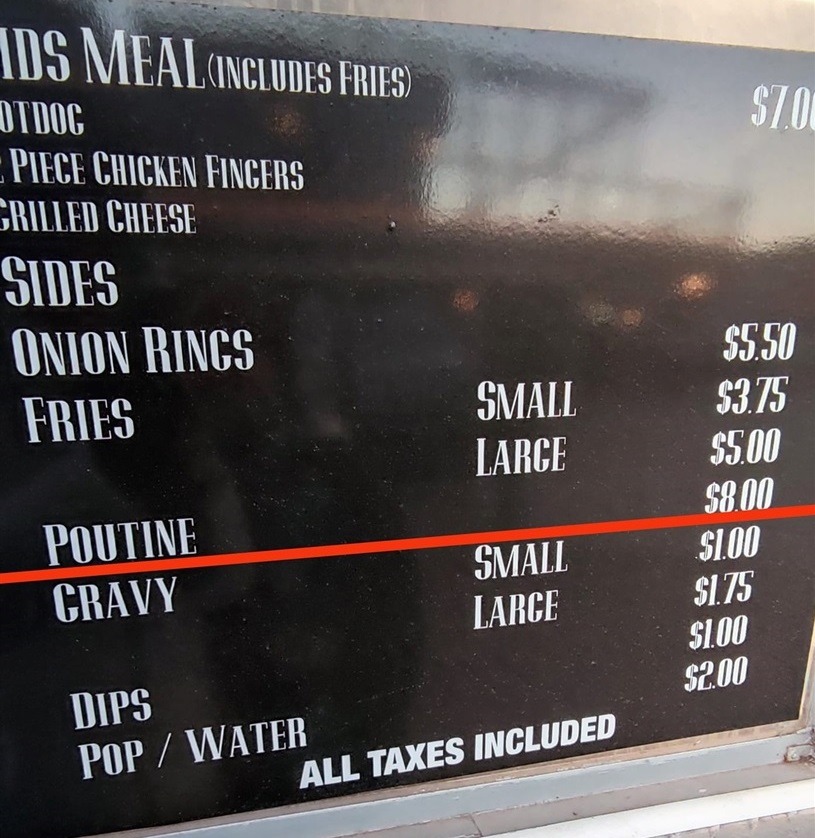 IDS MEAL (INCLUDES FRIES) $7.00
OTDOG
PIECE CHICKEN FINGERS
GRILLED CHEESE
SIDES
ONION RINGS $5.50
FRIES SMALL $3.75
LARGE $5.00
POUTINE $8.00
GRAVY SMALL $1.00
LARGE $1.75
DIPS $1.00
POP / WATER $2.00
ALL TAXES INCLUDED